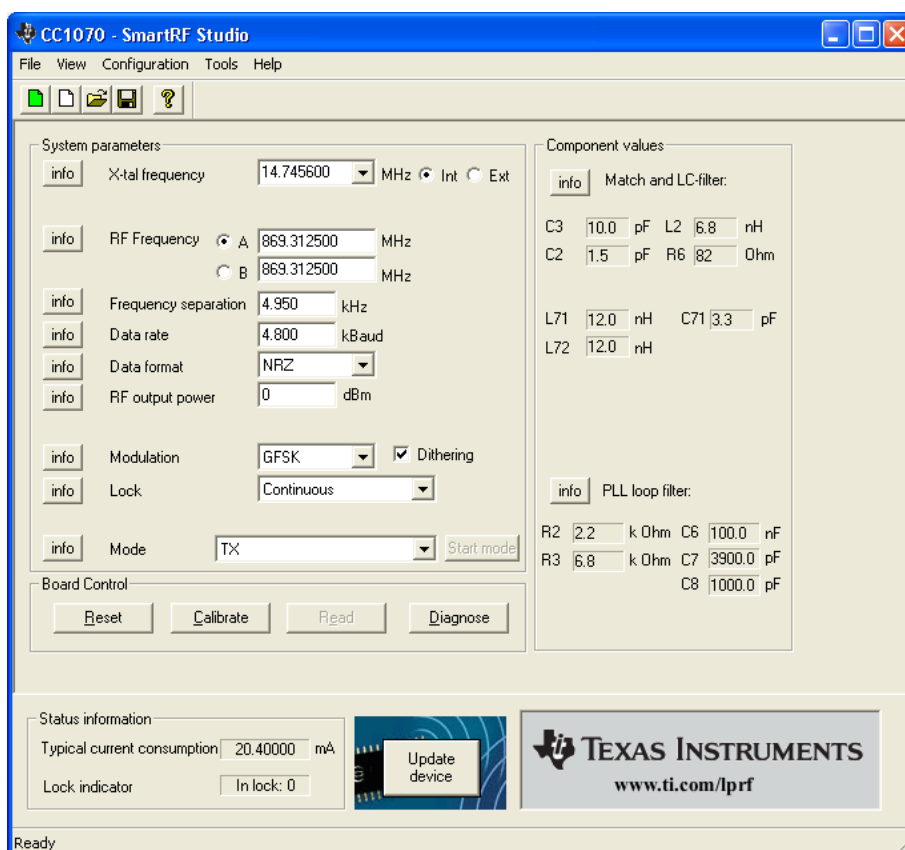 CC1070 - SmartRF Studio
File View Configuration Tools Help
System parameters
info X-tal frequency 14.745600 MHz Int Ext
info RF Frequency A 869.312500 MHz
B 869.312500 MHz
info Frequency separation 4.950 kHz
info Data rate 4.800 kBaud
info Data format NRZ
info RF output power 0 dBm
info Modulation GFSK Dithering
info Lock Continuous
info Mode TX Start mode
Board Control
Reset Calibrate Read Diagnose
Component values
info Match and LC-filter:
C3 10.0 pF L2 6.8 nH
C2 1.5 pF R6 82 Ohm
L71 12.0 nH C71 3.3 pF
L72 12.0 nH
info PLL loop filter:
R2 2.2 k Ohm C6 100.0 nF
R3 6.8 k Ohm C7 3900.0 pF
C8 1000.0 pF
Status information
Typical current consumption 20.40000 mA
Lock indicator In lock: 0
Update
device
TEXAS INSTRUMENTS
www.ti.com/lprf
Ready